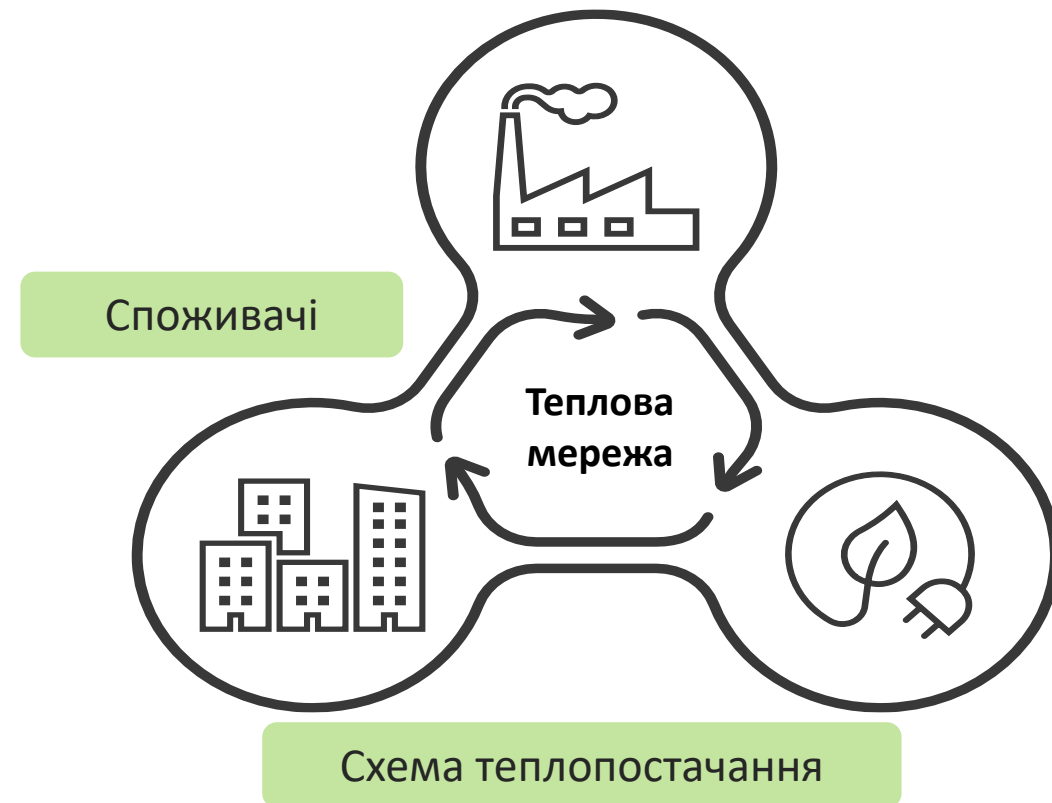 Споживачі
Теплова
мережа
Схема теплопостачання